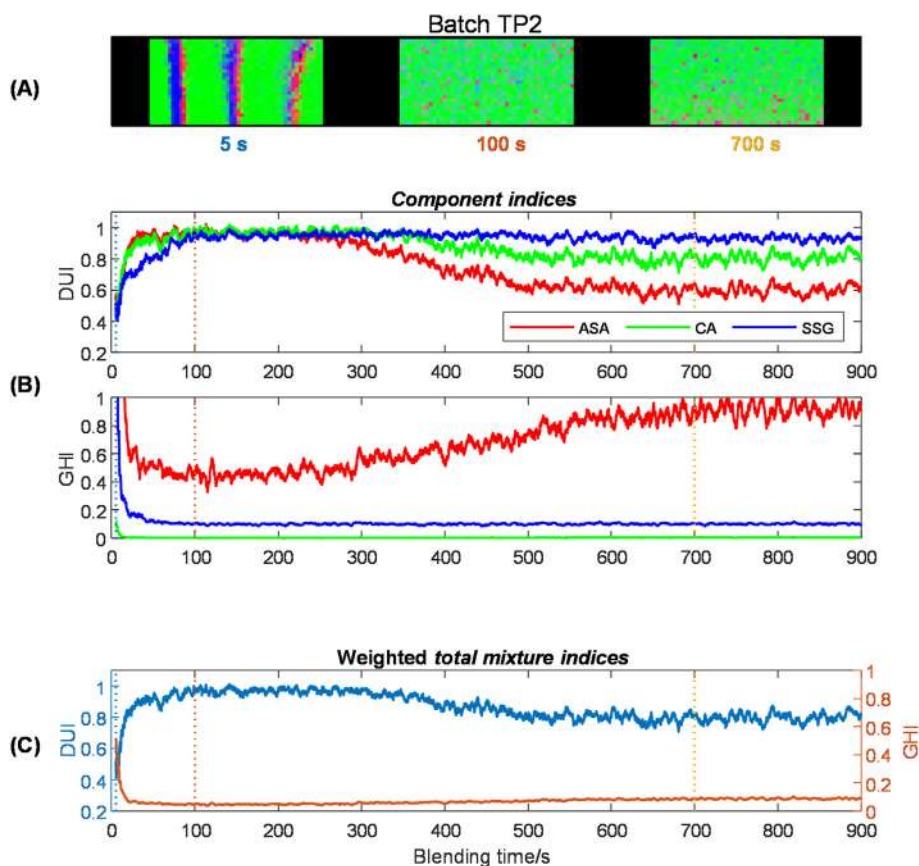 Batch TP2
(A)
5 s 100 s 700 s
Component indices
1
0.8
0.6
0.4
0.2
DUI
ASA CA SSG
0 100 200 300 400 500 600 700 800 900
(B)
1
0.8
0.6
0.4
0.2
0
GHI
0 100 200 300 400 500 600 700 800 900
Weighted total mixture indices
(C)
1
0.8
0.6
0.4
0.2
DUI
1
0.8
0.6
0.4
0.2
0
GHI
0 100 200 300 400 500 600 700 800 900
Blending time/s